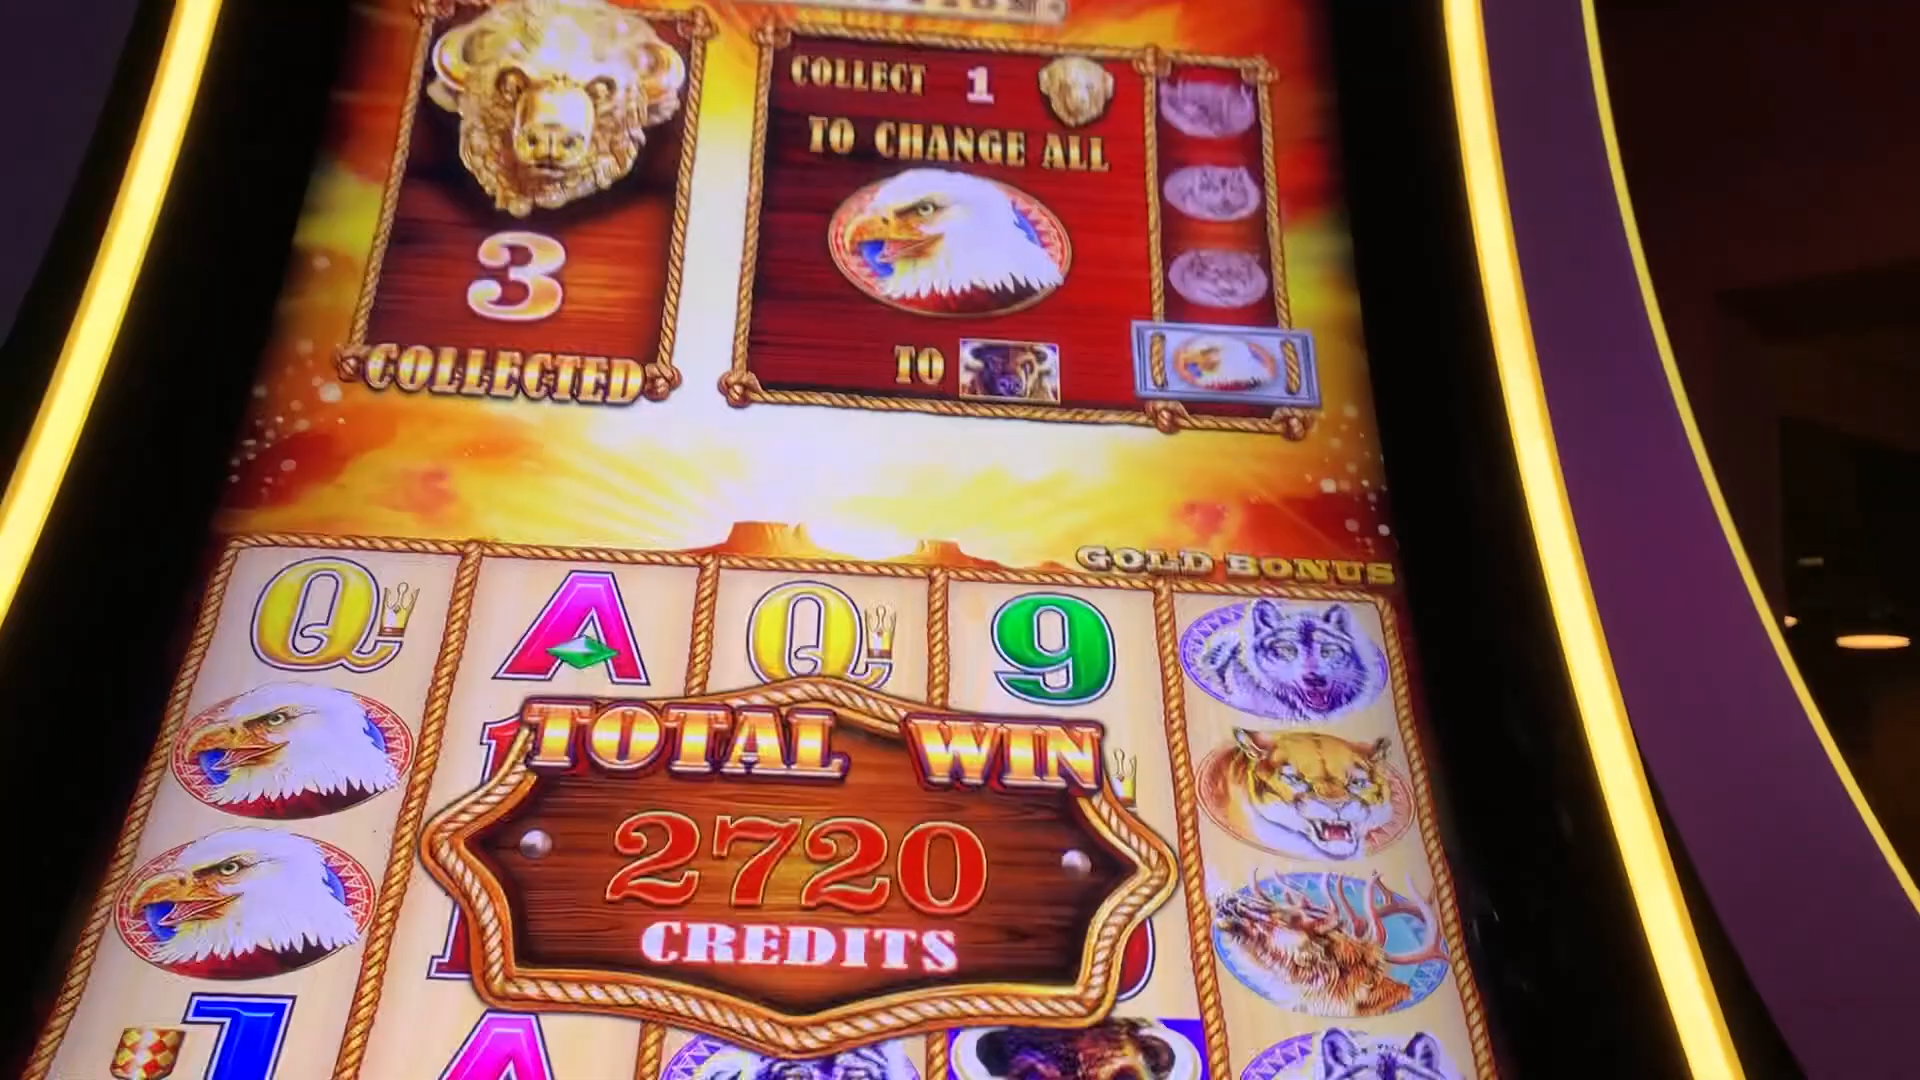 COLLECT 1
TO CHANGE ALL
TO
3
COLLECTED
GOLD BONUS
Q A Q 9
TOTAL WIN
2720
CREDITS
J A